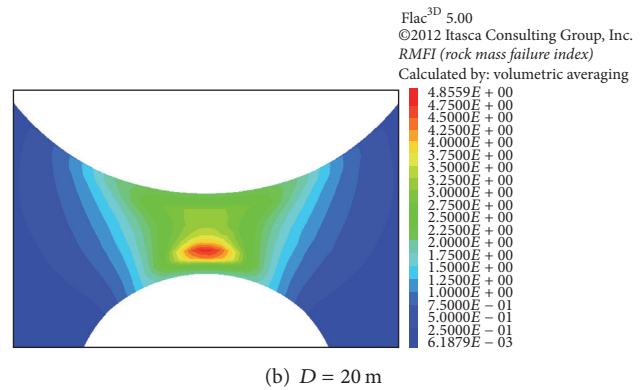 Flac3D 5.00
©2012 Itasca Consulting Group, Inc.
RMFI (rock mass failure index)
Calculated by: volumetric averaging
4.8559E + 00
4.7500E + 00
4.5000E + 00
4.2500E + 00
4.0000E + 00
3.5000E + 00
3.2500E + 00
3.0000E + 00
2.7500E + 00
2.5000E + 00
2.2500E + 00
2.0000E + 00
1.7500E + 00
1.5000E + 00
1.2500E + 00
1.0000E + 00
7.5000E − 01
5.0000E − 01
2.5000E − 01
6.1879E − 03
(b) D = 20 m